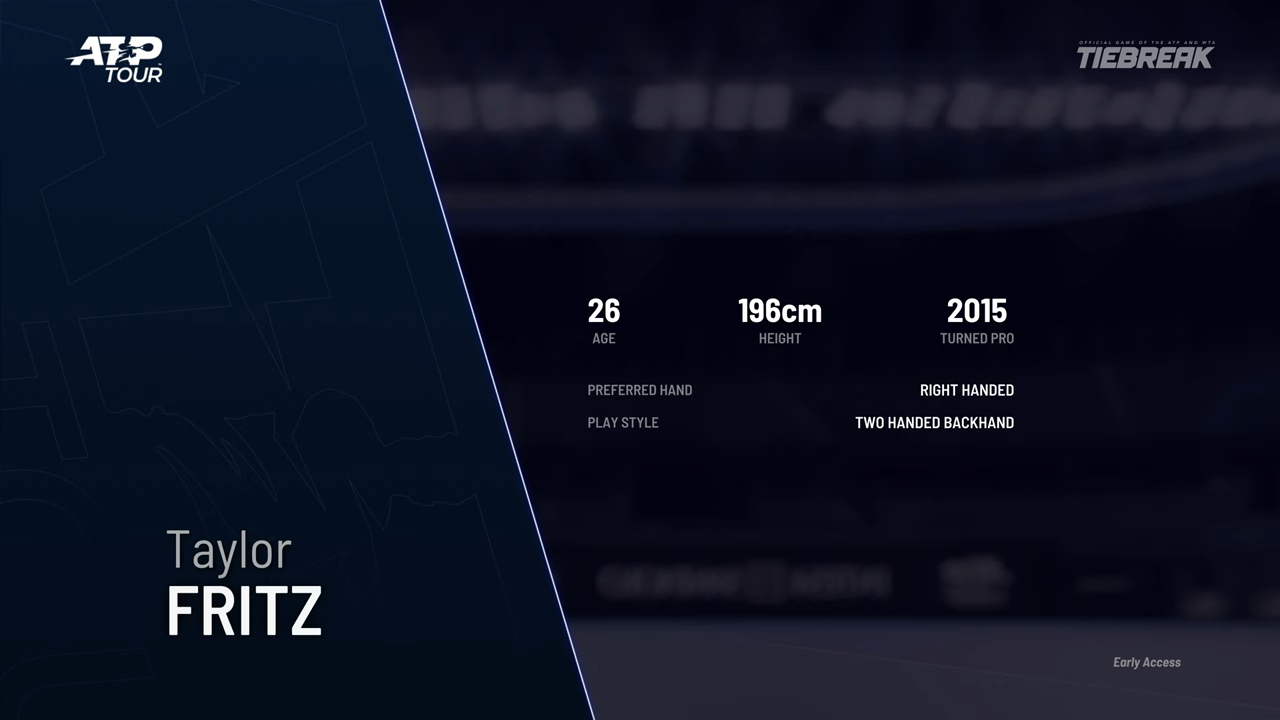 ATP
TOUR
OFFICIAL GAME OF THE ATP AND WTA
TIEBREAK
26
AGE
196cm
HEIGHT
2015
TURNED PRO
PREFERRED HAND
RIGHT HANDED
PLAY STYLE
TWO HANDED BACKHAND
Taylor
FRITZ
Early Access